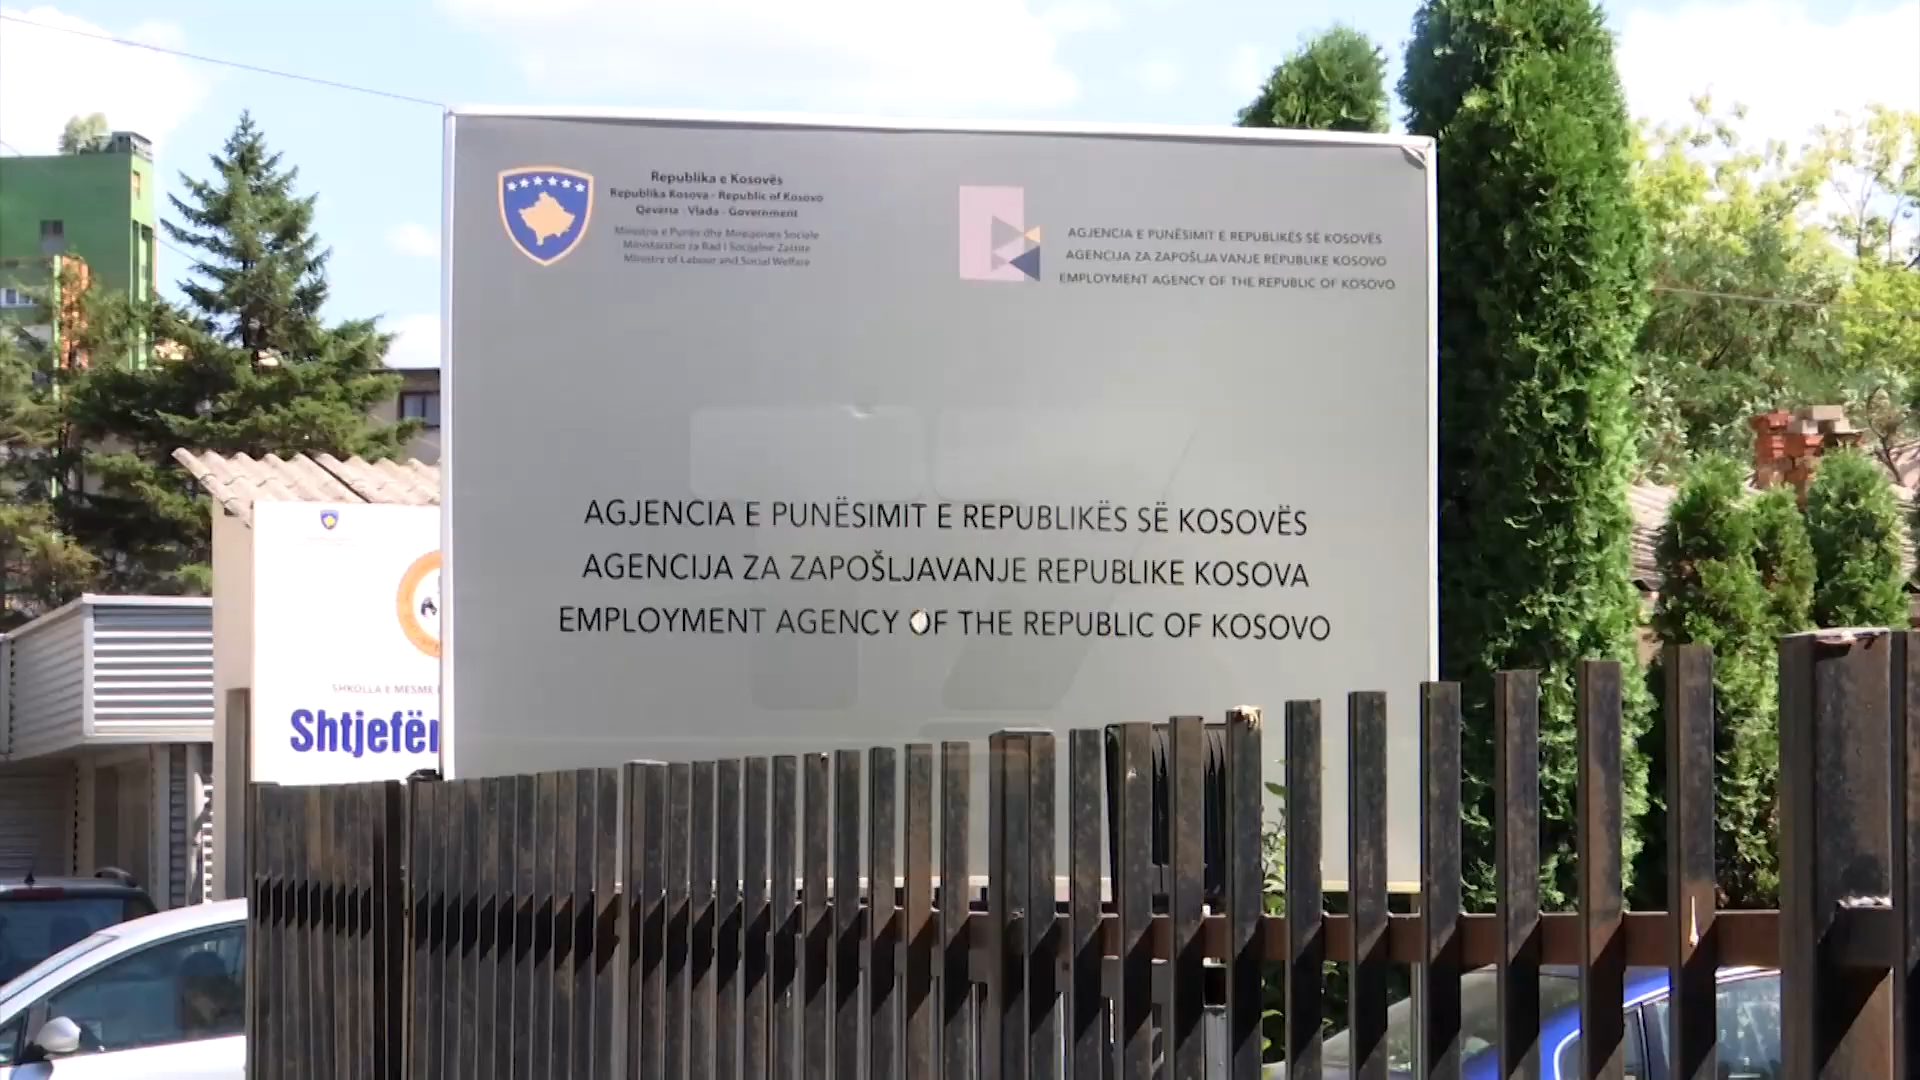 Republika e Kosovës
Republika Kosova - Republic of Kosovo
Qeveria - Vlada - Government
Ministria e Punës dhe Mirëqenies Sociale
Ministarstvo za Rad i Socijalne Zaštite
Ministry of Labour and Social Welfare
AGJENCIA E PUNËSIMIT E REPUBLIKËS SË KOSOVËS
AGENCIJA ZA ZAPOŠLJAVANJE REPUBLIKE KOSOVO
EMPLOYMENT AGENCY OF THE REPUBLIC OF KOSOVO
AGJENCIA E PUNËSIMIT E REPUBLIKËS SË KOSOVËS
AGENCIJA ZA ZAPOŠLJAVANJE REPUBLIKE KOSOVA
EMPLOYMENT AGENCY OF THE REPUBLIC OF KOSOVO
SHKOLLA E MESME
Shtjefër
T7